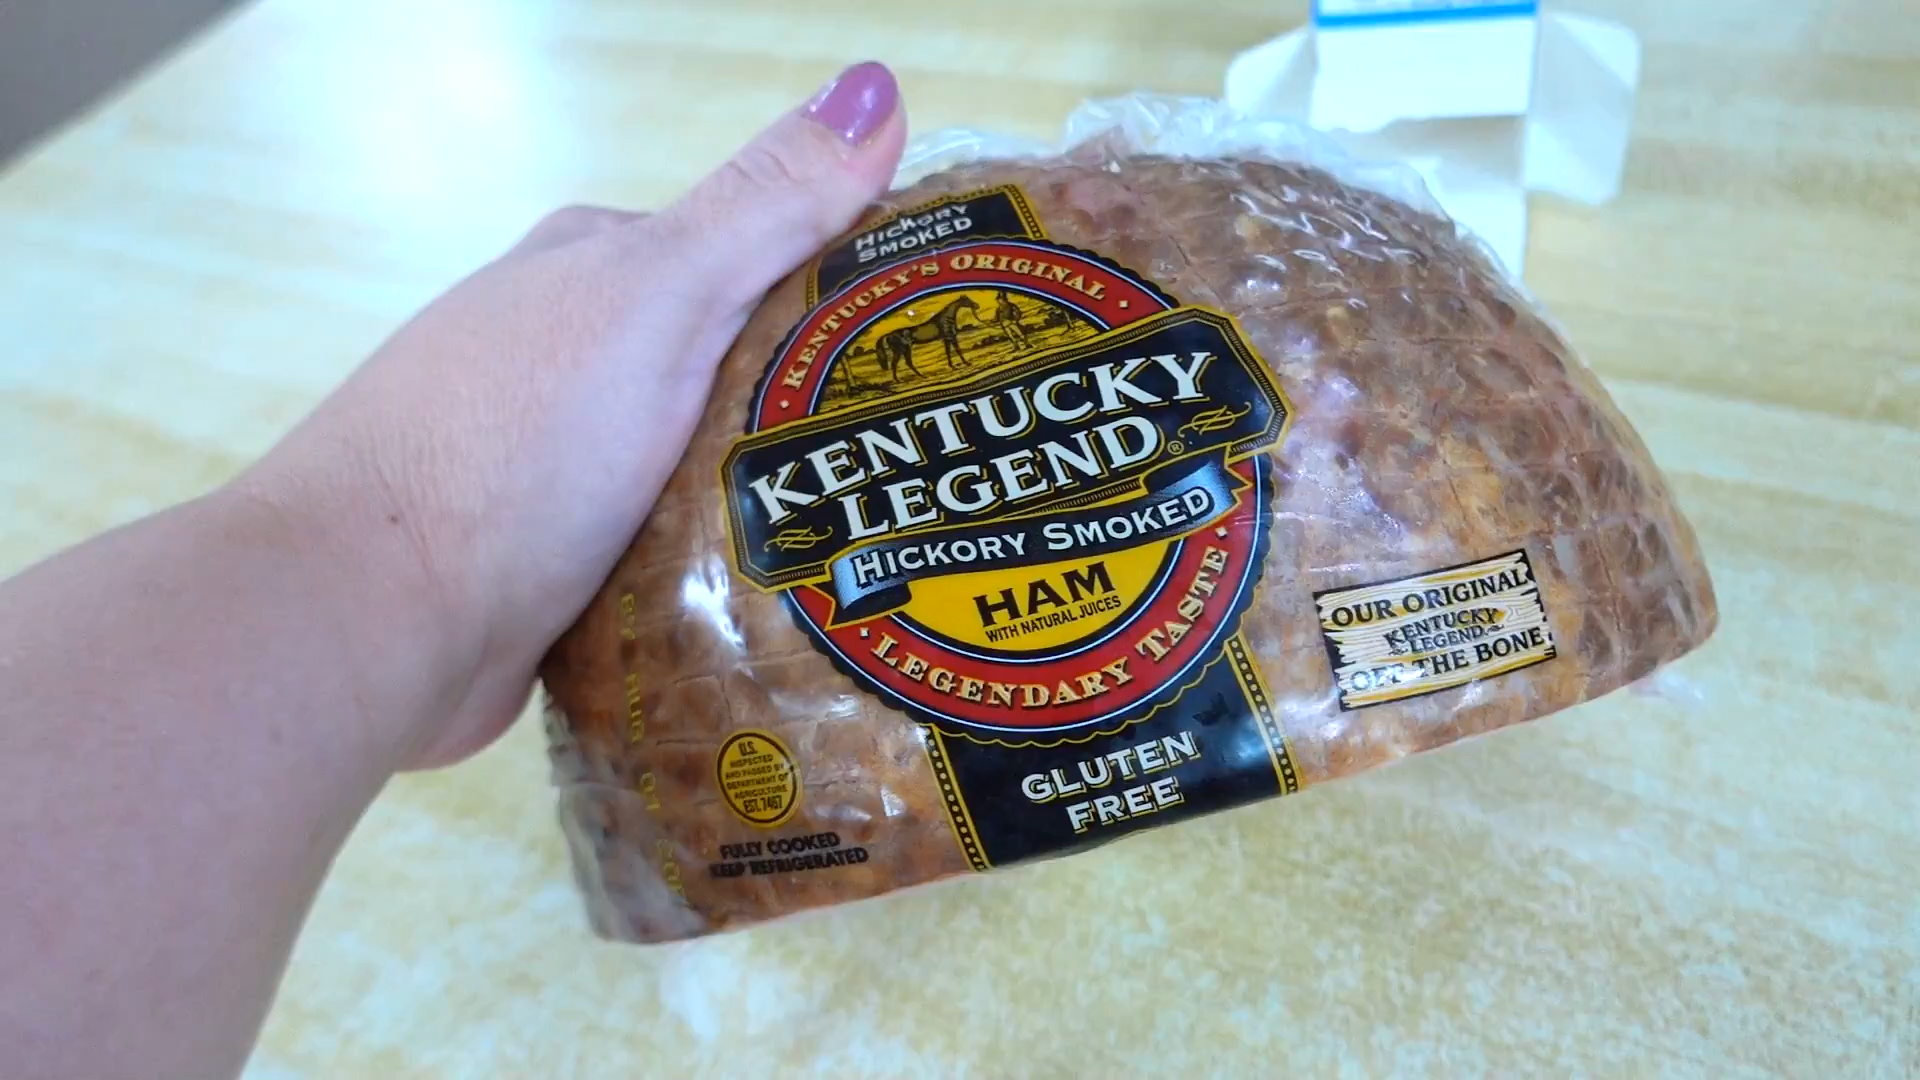 HICKORY
SMOKED
KENTUCKY'S ORIGINAL
KENTUCKY
LEGEND®
HICKORY SMOKED
HAM
WITH NATURAL JUICES
LEGENDARY TASTE
GLUTEN
FREE
OUR ORIGINAL
KENTUCKY
LEGEND
OFF THE BONE
U.S.
INSPECTED
AND PASSED BY
DEPARTMENT OF
AGRICULTURE
EST. 7467
FULLY COOKED
KEEP REFRIGERATED